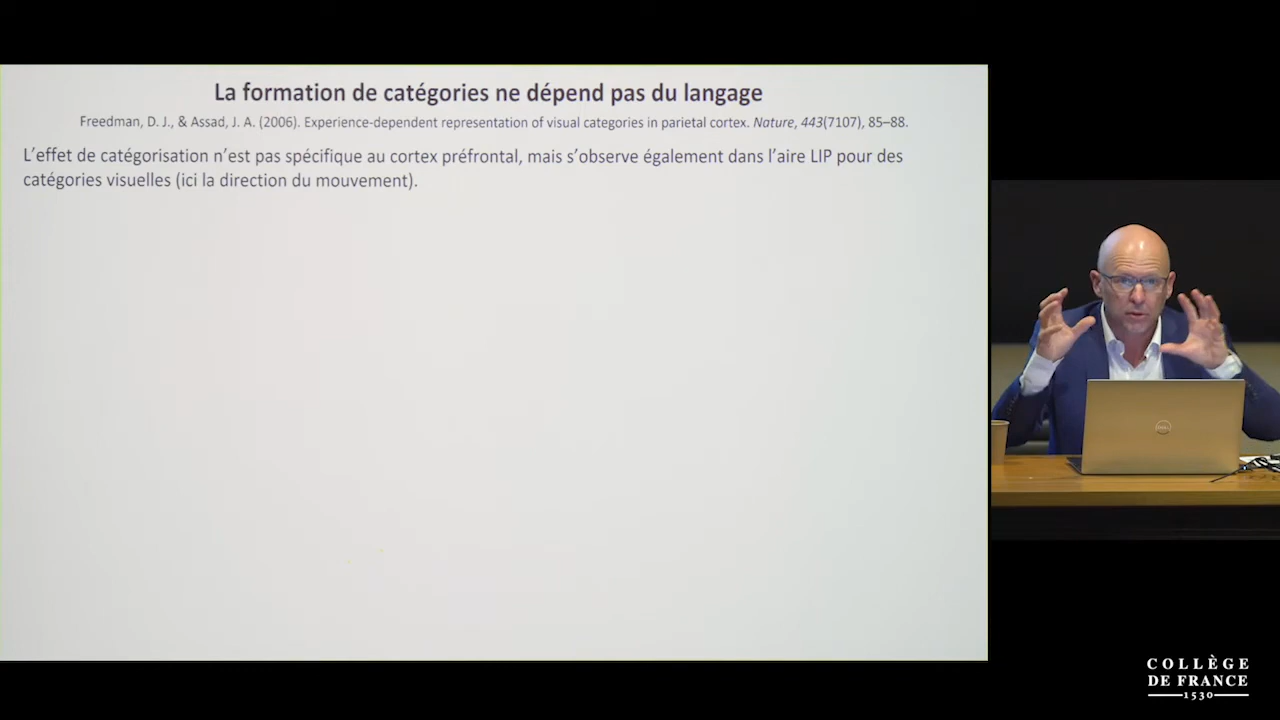 La formation de catégories ne dépend pas du langage
Freedman, D. J., & Assad, J. A. (2006). Experience-dependent representation of visual categories in parietal cortex. Nature, 443(7107), 85–88.
L'effet de catégorisation n'est pas spécifique au cortex préfrontal, mais s'observe également dans l'aire LIP pour des
catégories visuelles (ici la direction du mouvement).
DELL
COLLÈGE
DE FRANCE
1530